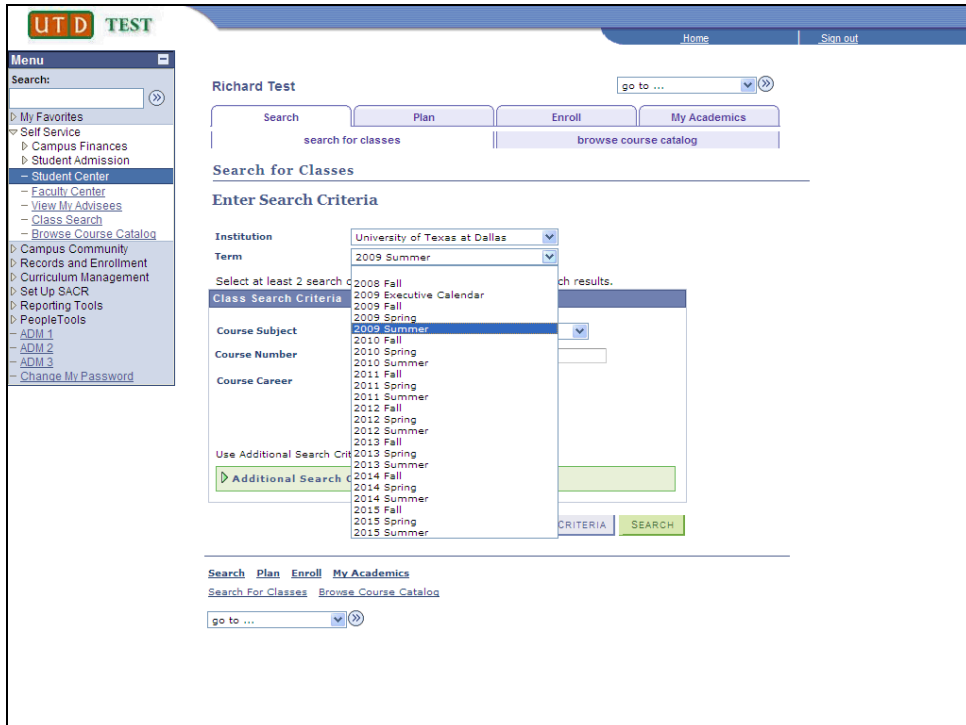 UTD TEST
Home
Sign out
Menu
Search:
My Favorites
Self Service
Campus Finances
Student Admission
Student Center
Faculty Center
View My Advisees
Class Search
Browse Course Catalog
Campus Community
Records and Enrollment
Curriculum Management
Set Up SACR
Reporting Tools
PeopleTools
ADM 1
ADM 2
ADM 3
Change My Password
Richard Test
go to ...
Search Plan Enroll My Academics
search for classes browse course catalog
Search for Classes
Enter Search Criteria
Institution University of Texas at Dallas
Term 2009 Summer
Select at least 2 search ch results.
Class Search Criteria
Course Subject
Course Number
Course Career
Use Additional Search Crit
Additional Search
2008 Fall
2009 Executive Calendar
2009 Fall
2009 Spring
2009 Summer
2010 Fall
2010 Spring
2010 Summer
2011 Fall
2011 Spring
2011 Summer
2012 Fall
2012 Spring
2012 Summer
2013 Fall
2013 Spring
2013 Summer
2014 Fall
2014 Spring
2014 Summer
2015 Fall
2015 Spring
2015 Summer
CRITERIA SEARCH
Search Plan Enroll My Academics
Search For Classes Browse Course Catalog
go to ...